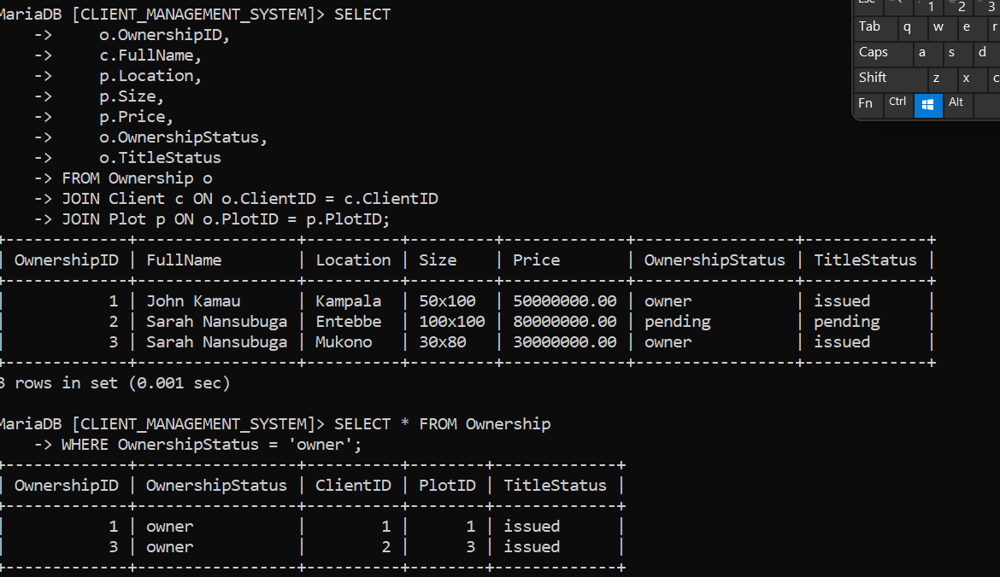 MariaDB [CLIENT_MANAGEMENT_SYSTEM]> SELECT
    ->     o.OwnershipID,
    ->     c.FullName,
    ->     p.Location,
    ->     p.Size,
    ->     p.Price,
    ->     o.OwnershipStatus,
    ->     o.TitleStatus
    -> FROM Ownership o
    -> JOIN Client c ON o.ClientID = c.ClientID
    -> JOIN Plot p ON o.PlotID = p.PlotID;
+-------------+-----------------+----------+---------+-------------+-----------------+-------------+
| OwnershipID | FullName        | Location | Size    | Price       | OwnershipStatus | TitleStatus |
+-------------+-----------------+----------+---------+-------------+-----------------+-------------+
|           1 | John Kamau      | Kampala  | 50x100  | 50000000.00 | owner           | issued      |
|           2 | Sarah Nansubuga | Entebbe  | 100x100 | 80000000.00 | pending         | pending     |
|           3 | Sarah Nansubuga | Mukono   | 30x80   | 30000000.00 | owner           | issued      |
+-------------+-----------------+----------+---------+-------------+-----------------+-------------+
3 rows in set (0.001 sec)
MariaDB [CLIENT_MANAGEMENT_SYSTEM]> SELECT * FROM Ownership
    -> WHERE OwnershipStatus = 'owner';
+-------------+-----------------+----------+--------+-------------+
| OwnershipID | OwnershipStatus | ClientID | PlotID | TitleStatus |
+-------------+-----------------+----------+--------+-------------+
|           1 | owner           |        1 |      1 | issued      |
|           3 | owner           |        2 |      3 | issued      |
+-------------+-----------------+----------+--------+-------------+
Esc 1 2 3
Tab q w e r
Caps a s d
Shift z x c
Fn Ctrl Alt